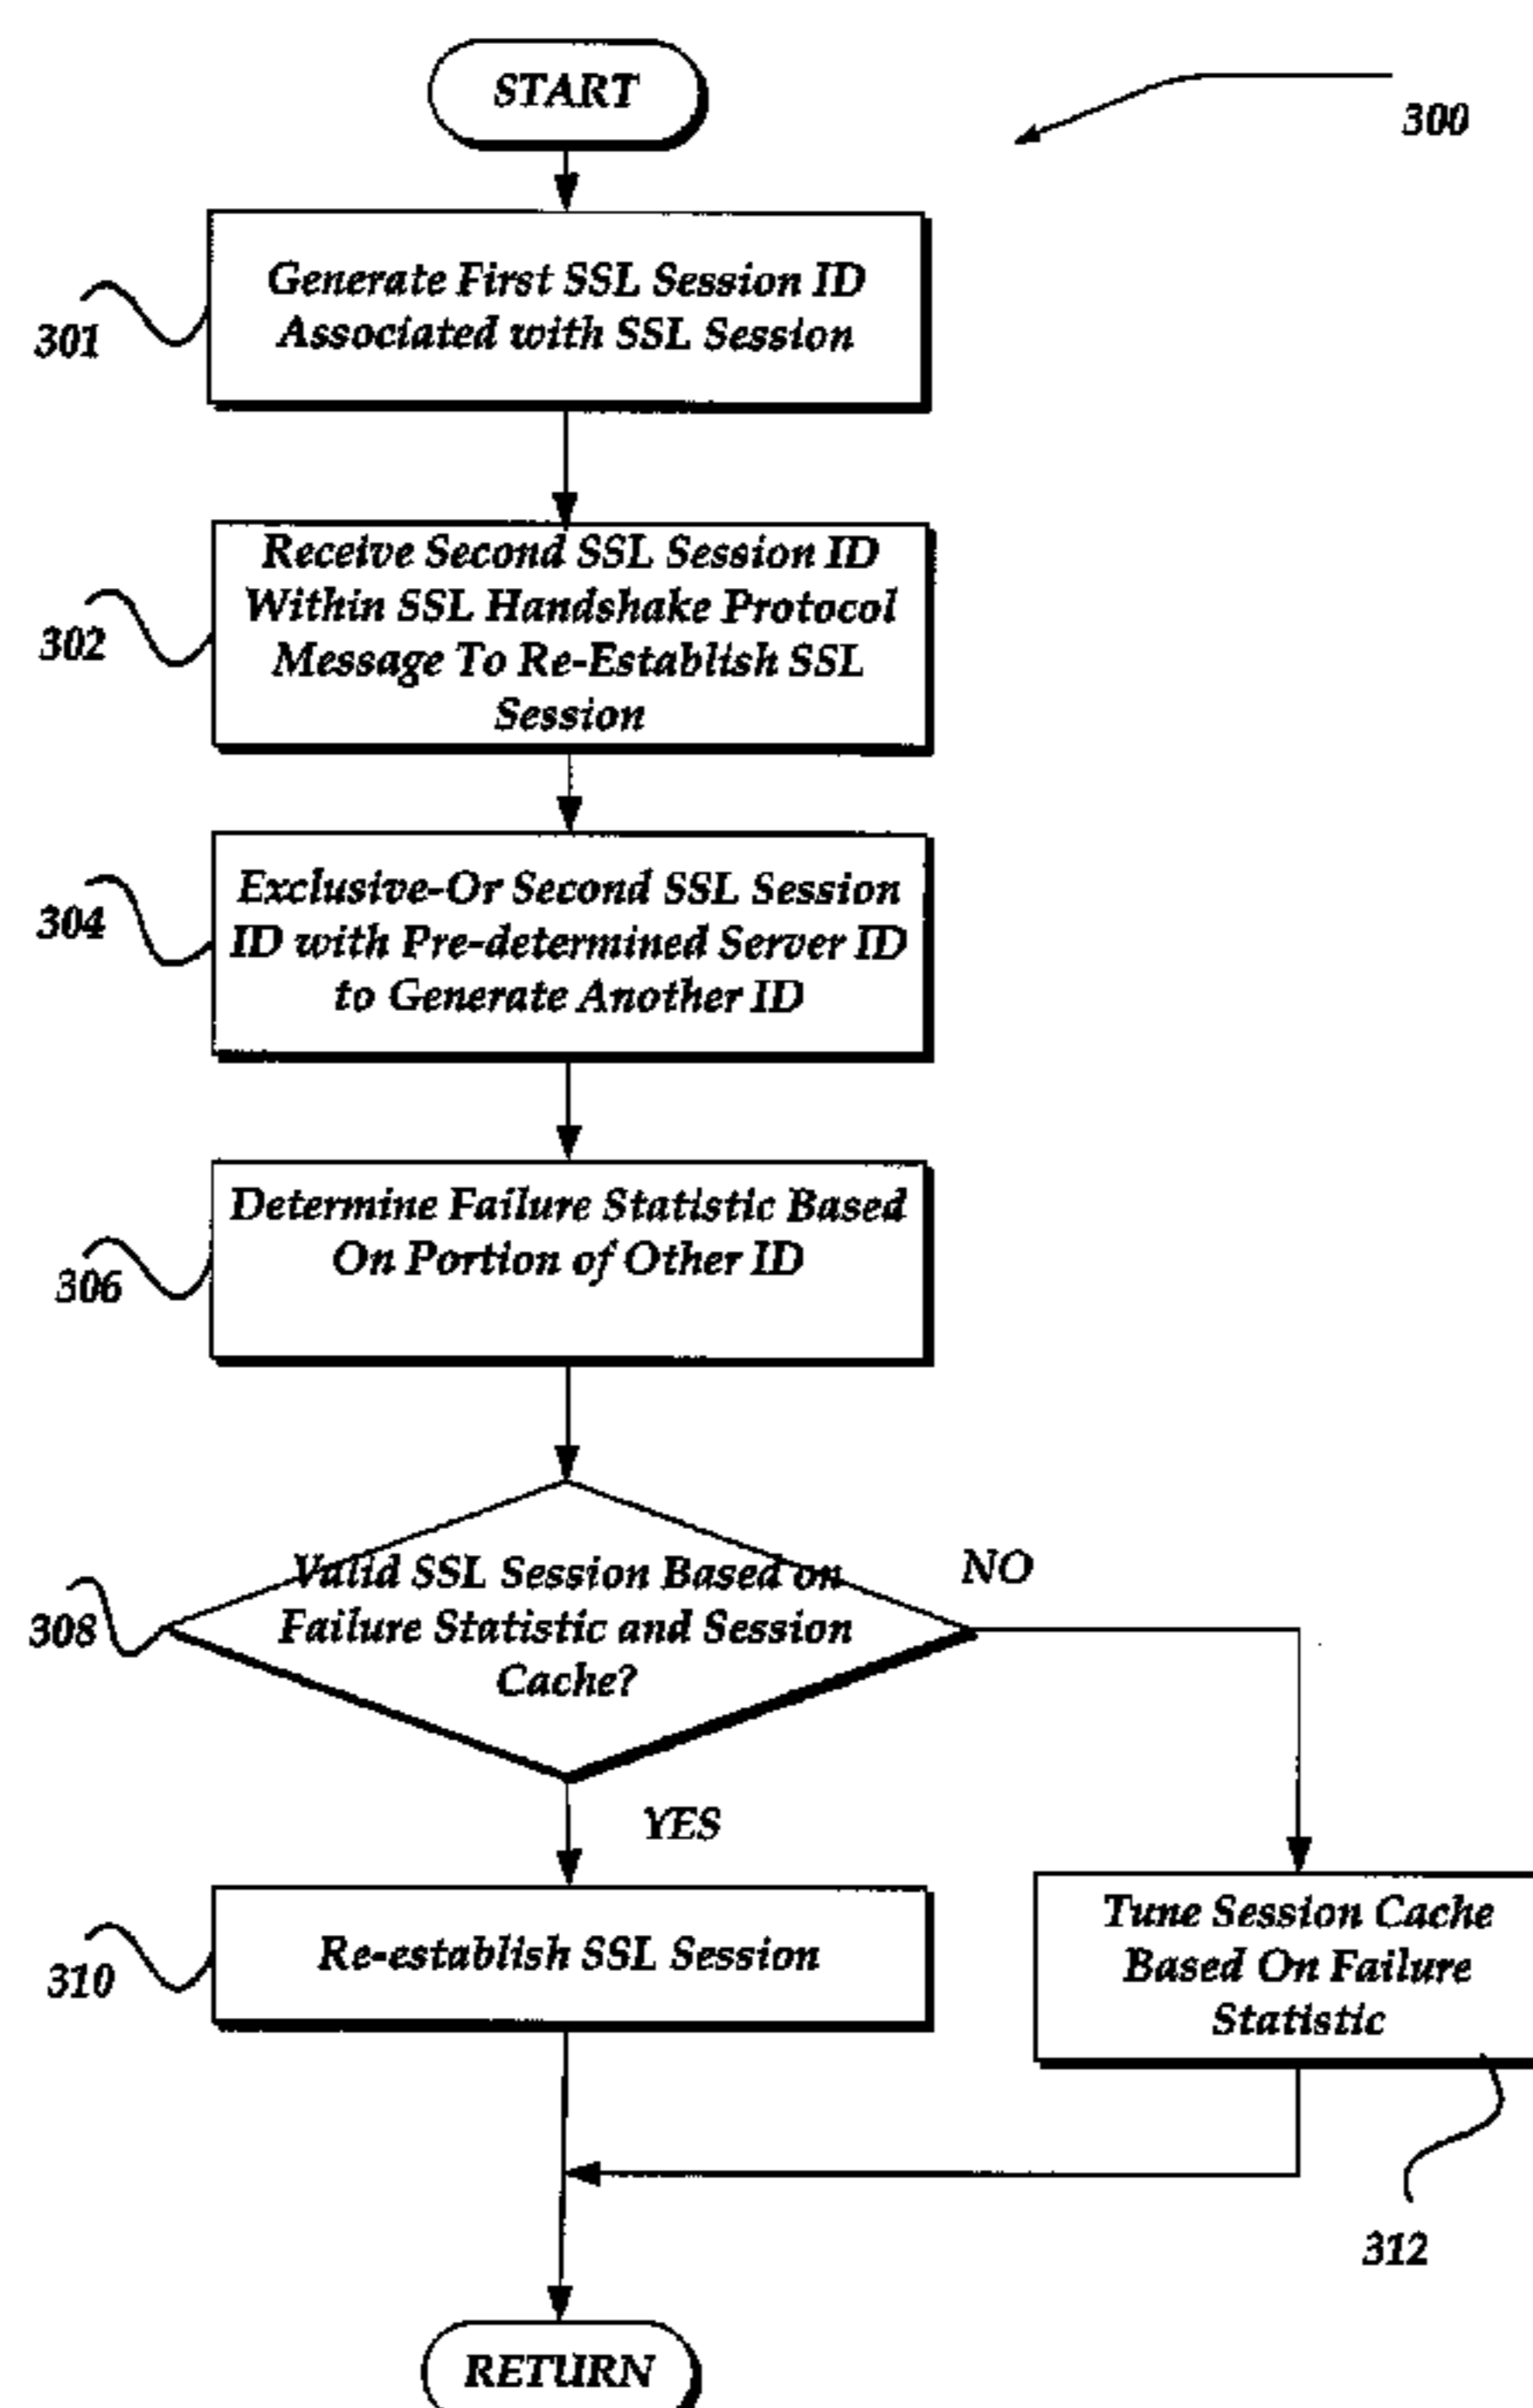 START
300
Generate First SSL Session ID
Associated with SSL Session
301
Receive Second SSL Session ID
Within SSL Handshake Protocol
Message To Re-Establish SSL
Session
302
Exclusive-Or Second SSL Session
ID with Pre-determined Server ID
to Generate Another ID
304
Determine Failure Statistic Based
On Portion of Other ID
306
Valid SSL Session Based on
Failure Statistic and Session
Cache?
308
NO
YES
Re-establish SSL Session
310
Tune Session Cache
Based On Failure
Statistic
312
RETURN